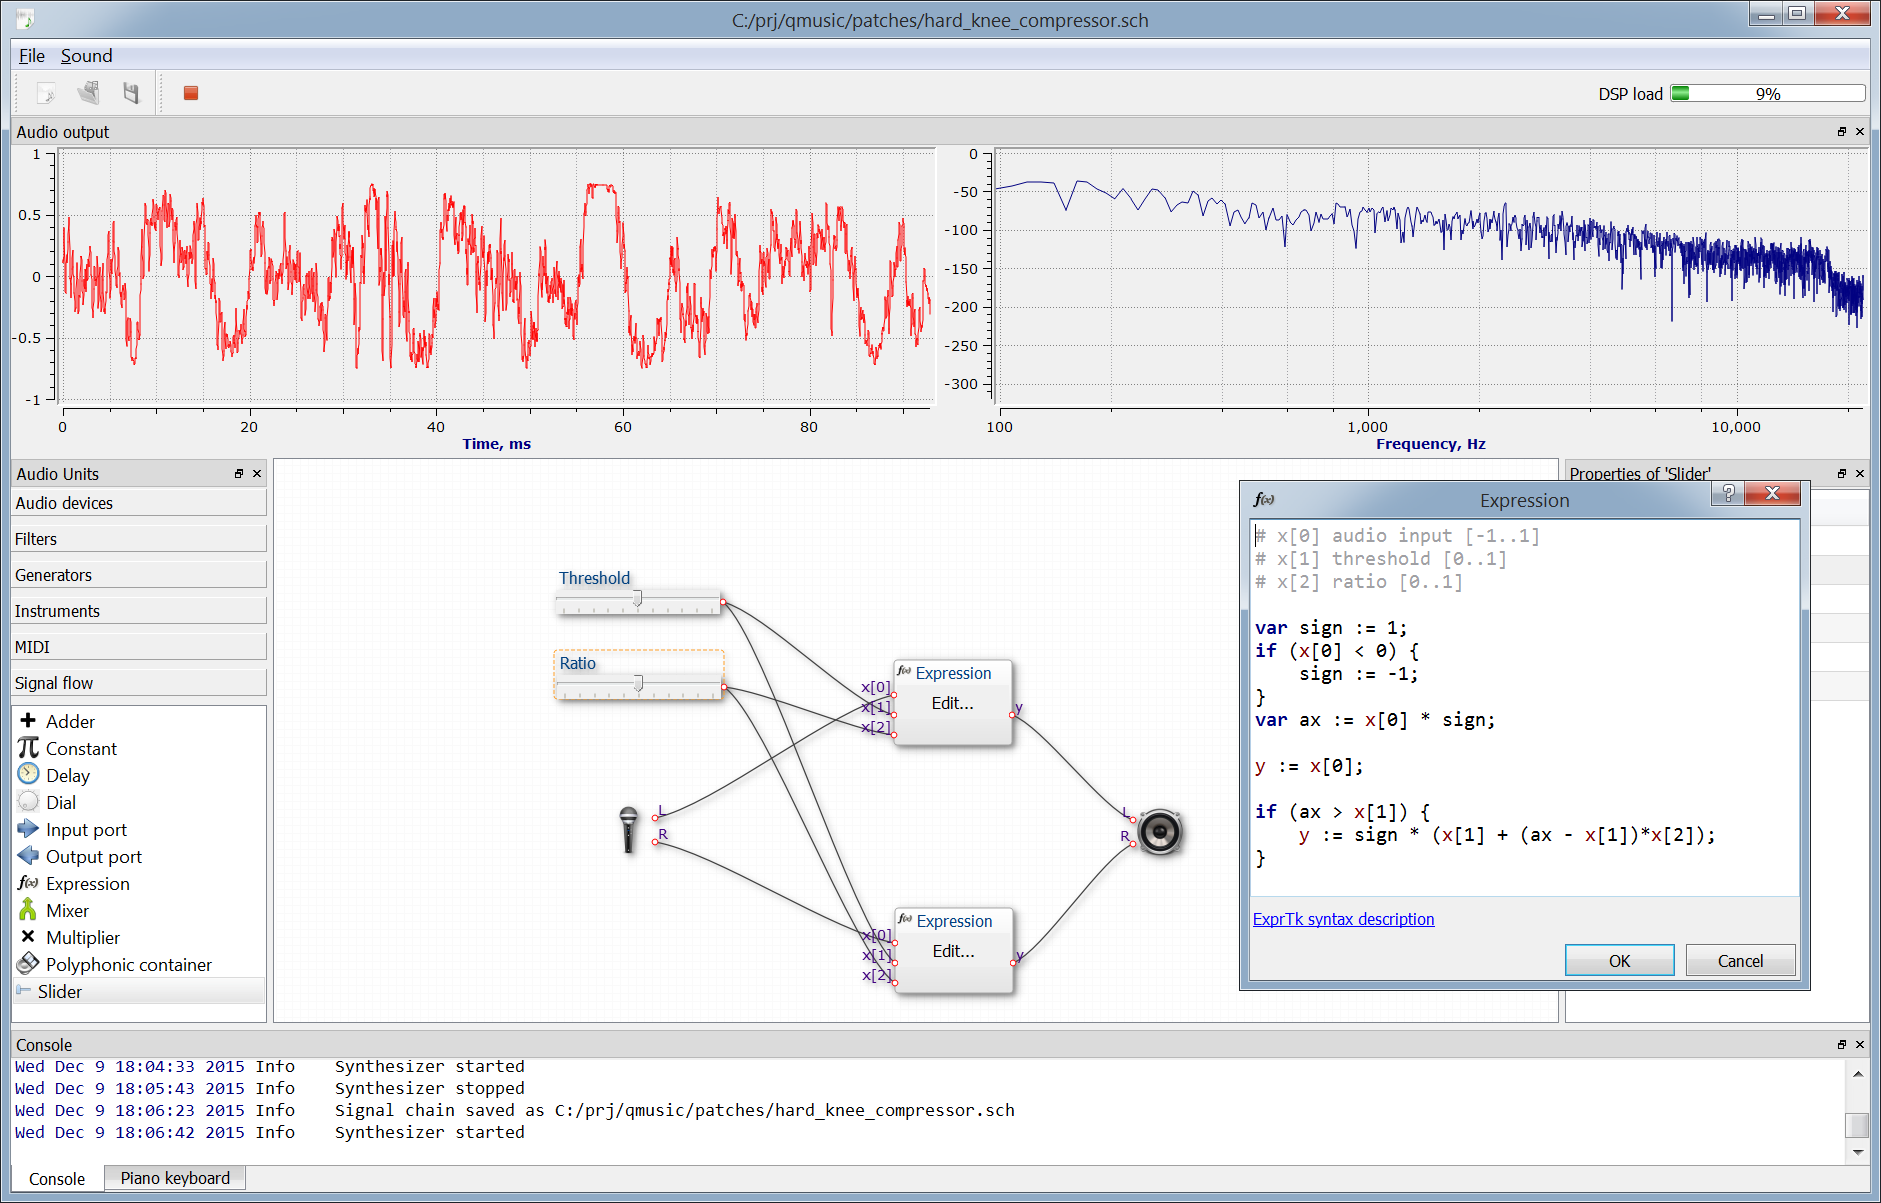 C:/prj/qmusic/patches/hard_knee_compressor.sch
File Sound
DSP load 9%
Audio output
1
0.5
0
-0.5
-1
0 20 40 60 80
Time, ms
0
-50
-100
-150
-200
-250
-300
100 1,000 10,000
Frequency, Hz
Audio Units
Audio devices
Filters
Generators
Instruments
MIDI
Signal flow
Adder
Constant
Delay
Dial
Input port
Output port
f(x) Expression
Mixer
Multiplier
Polyphonic container
Slider
Threshold
Ratio
f(x) Expression
Edit...
x[0]
x[1]
x[2]
y
L
R
L
R
f(x) Expression
Edit...
x[0]
x[1]
x[2]
y
Properties of 'Slider'
f(x) Expression
# x[0] audio input [-1..1]
# x[1] threshold [0..1]
# x[2] ratio [0..1]
var sign := 1;
if (x[0] < 0) {
sign := -1;
}
var ax := x[0] * sign;
y := x[0];
if (ax > x[1]) {
y := sign * (x[1] + (ax - x[1])*x[2]);
}
ExprTk syntax description
OK Cancel
Console
Wed Dec 9 18:04:33 2015 Info Synthesizer started
Wed Dec 9 18:05:43 2015 Info Synthesizer stopped
Wed Dec 9 18:06:23 2015 Info Signal chain saved as C:/prj/qmusic/patches/hard_knee_compressor.sch
Wed Dec 9 18:06:42 2015 Info Synthesizer started
Console Piano keyboard